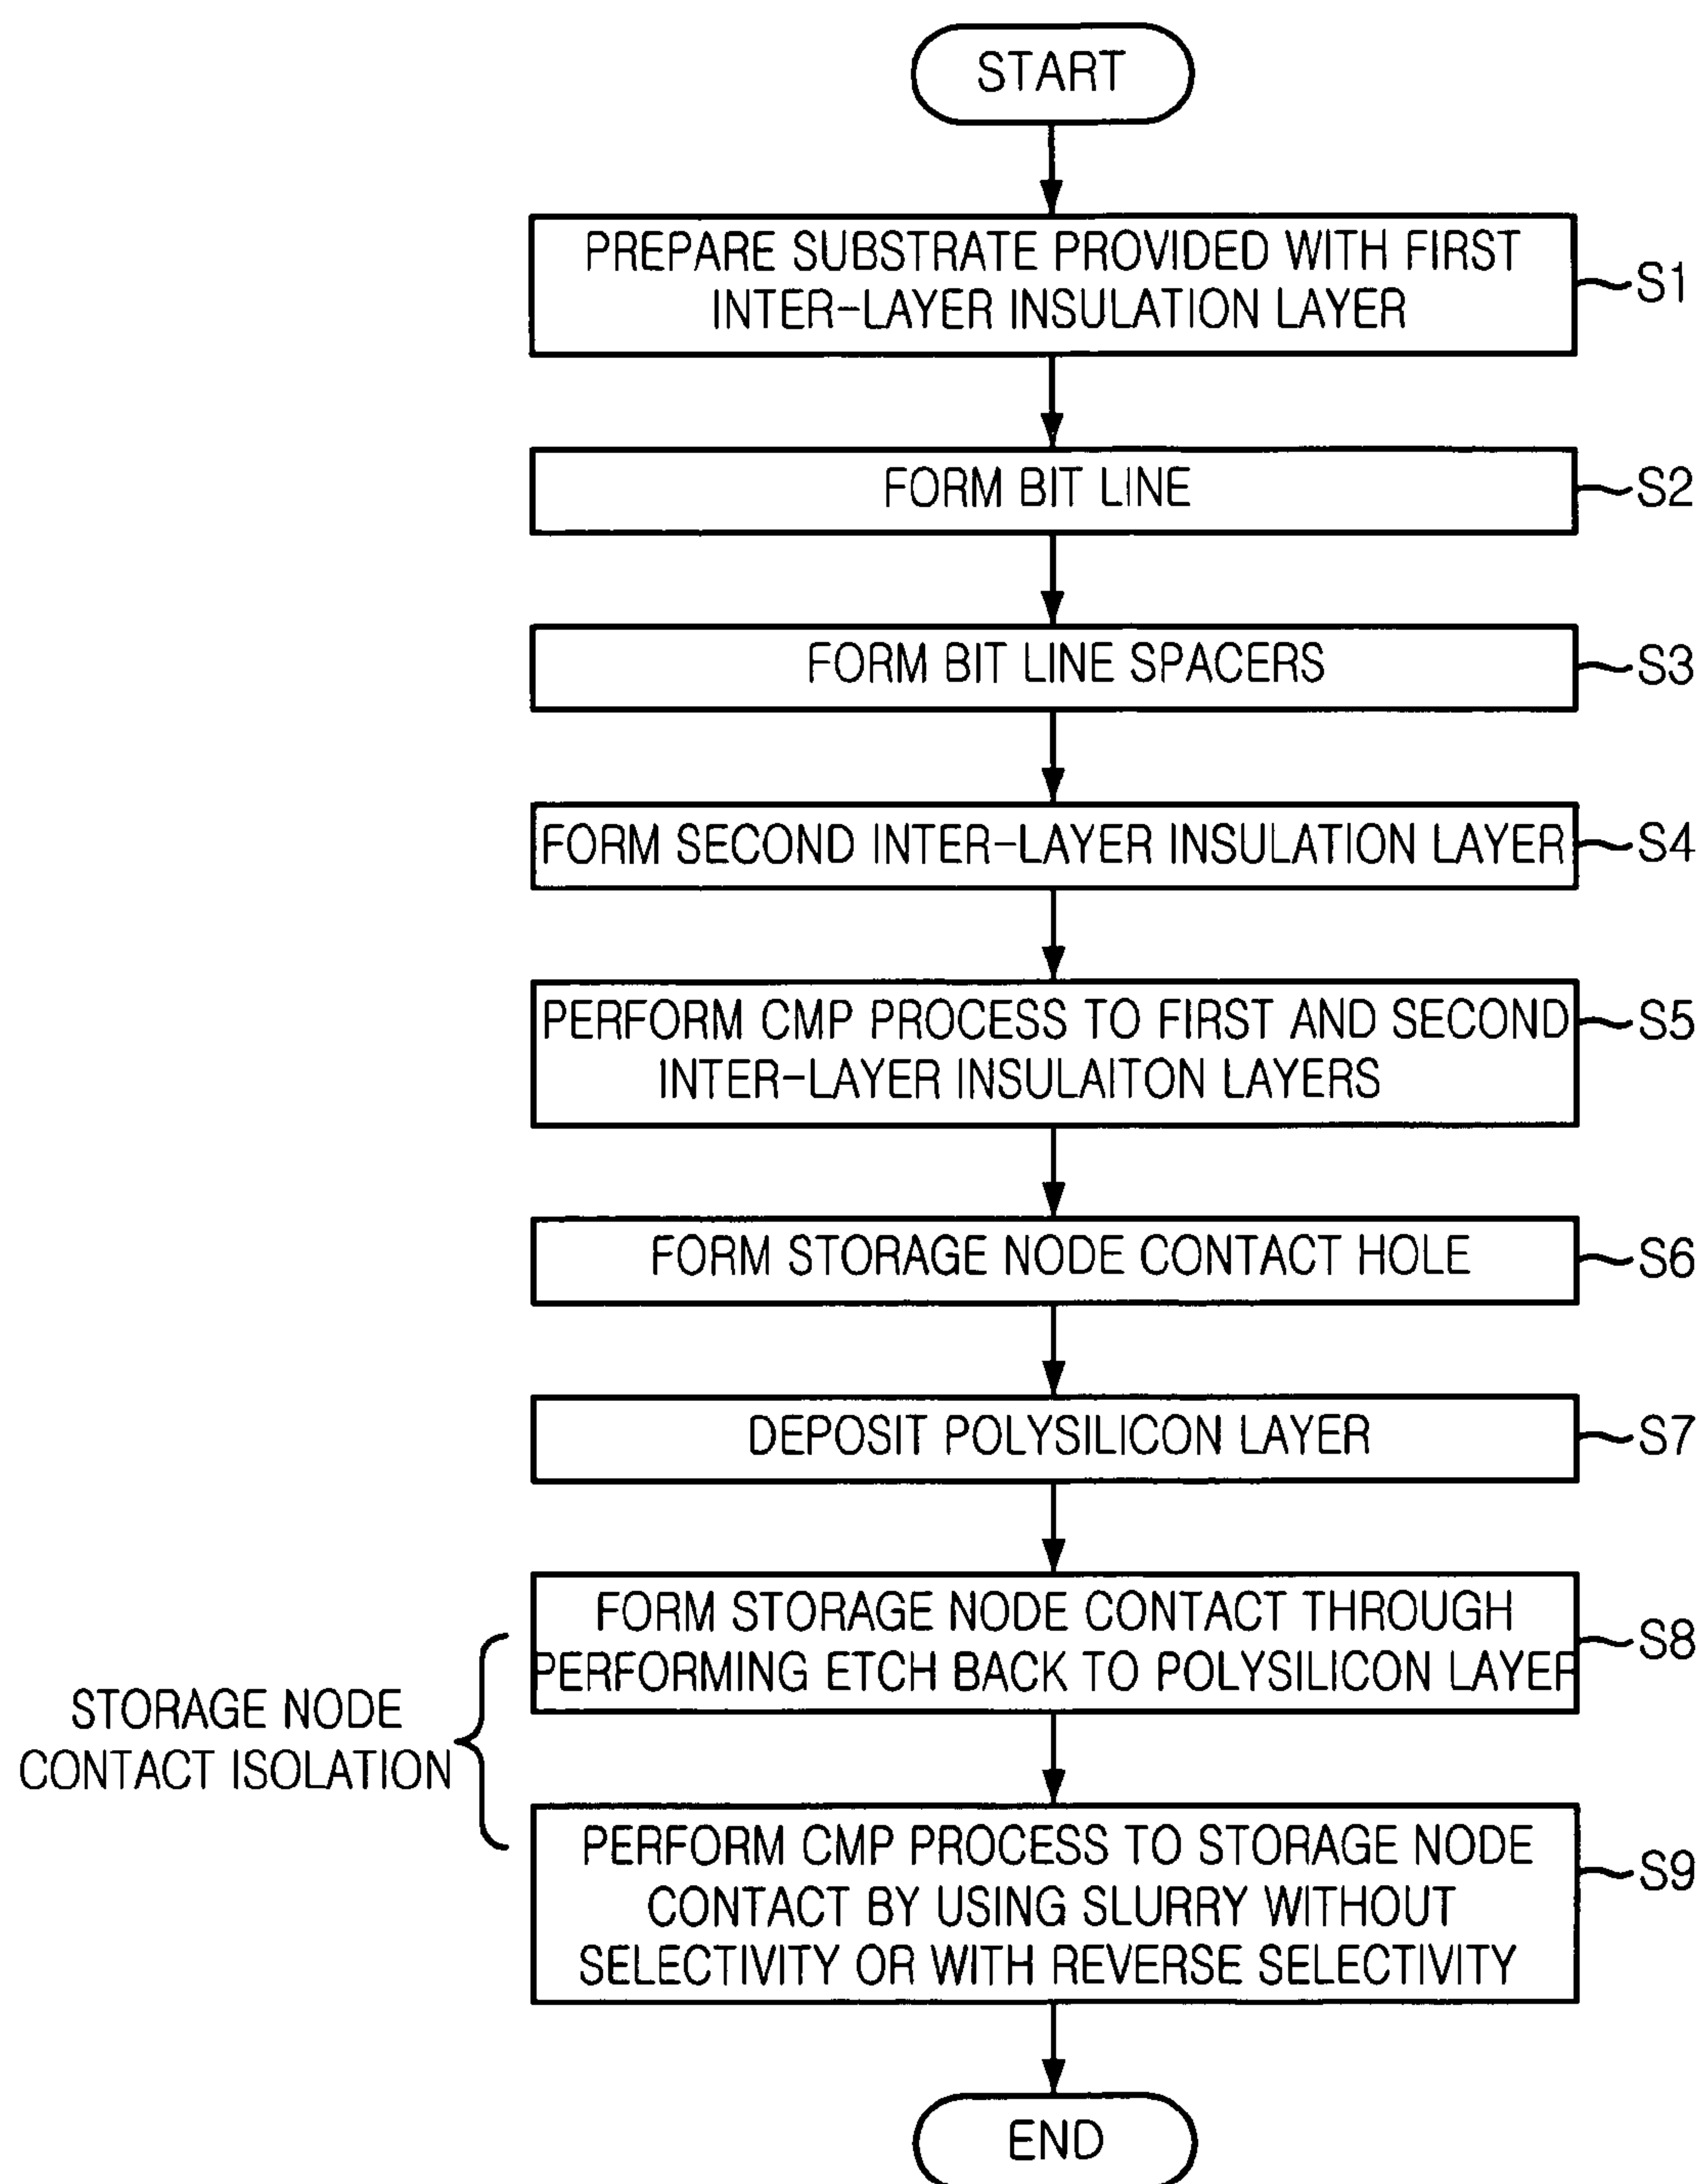 START
PREPARE SUBSTRATE PROVIDED WITH FIRST
INTER-LAYER INSULATION LAYER
S1
FORM BIT LINE
S2
FORM BIT LINE SPACERS
S3
FORM SECOND INTER-LAYER INSULATION LAYER
S4
PERFORM CMP PROCESS TO FIRST AND SECOND
INTER-LAYER INSULAITON LAYERS
S5
FORM STORAGE NODE CONTACT HOLE
S6
DEPOSIT POLYSILICON LAYER
S7
FORM STORAGE NODE CONTACT THROUGH
PERFORMING ETCH BACK TO POLYSILICON LAYER
S8
STORAGE NODE
CONTACT ISOLATION
PERFORM CMP PROCESS TO STORAGE NODE
CONTACT BY USING SLURRY WITHOUT
SELECTIVITY OR WITH REVERSE SELECTIVITY
S9
END